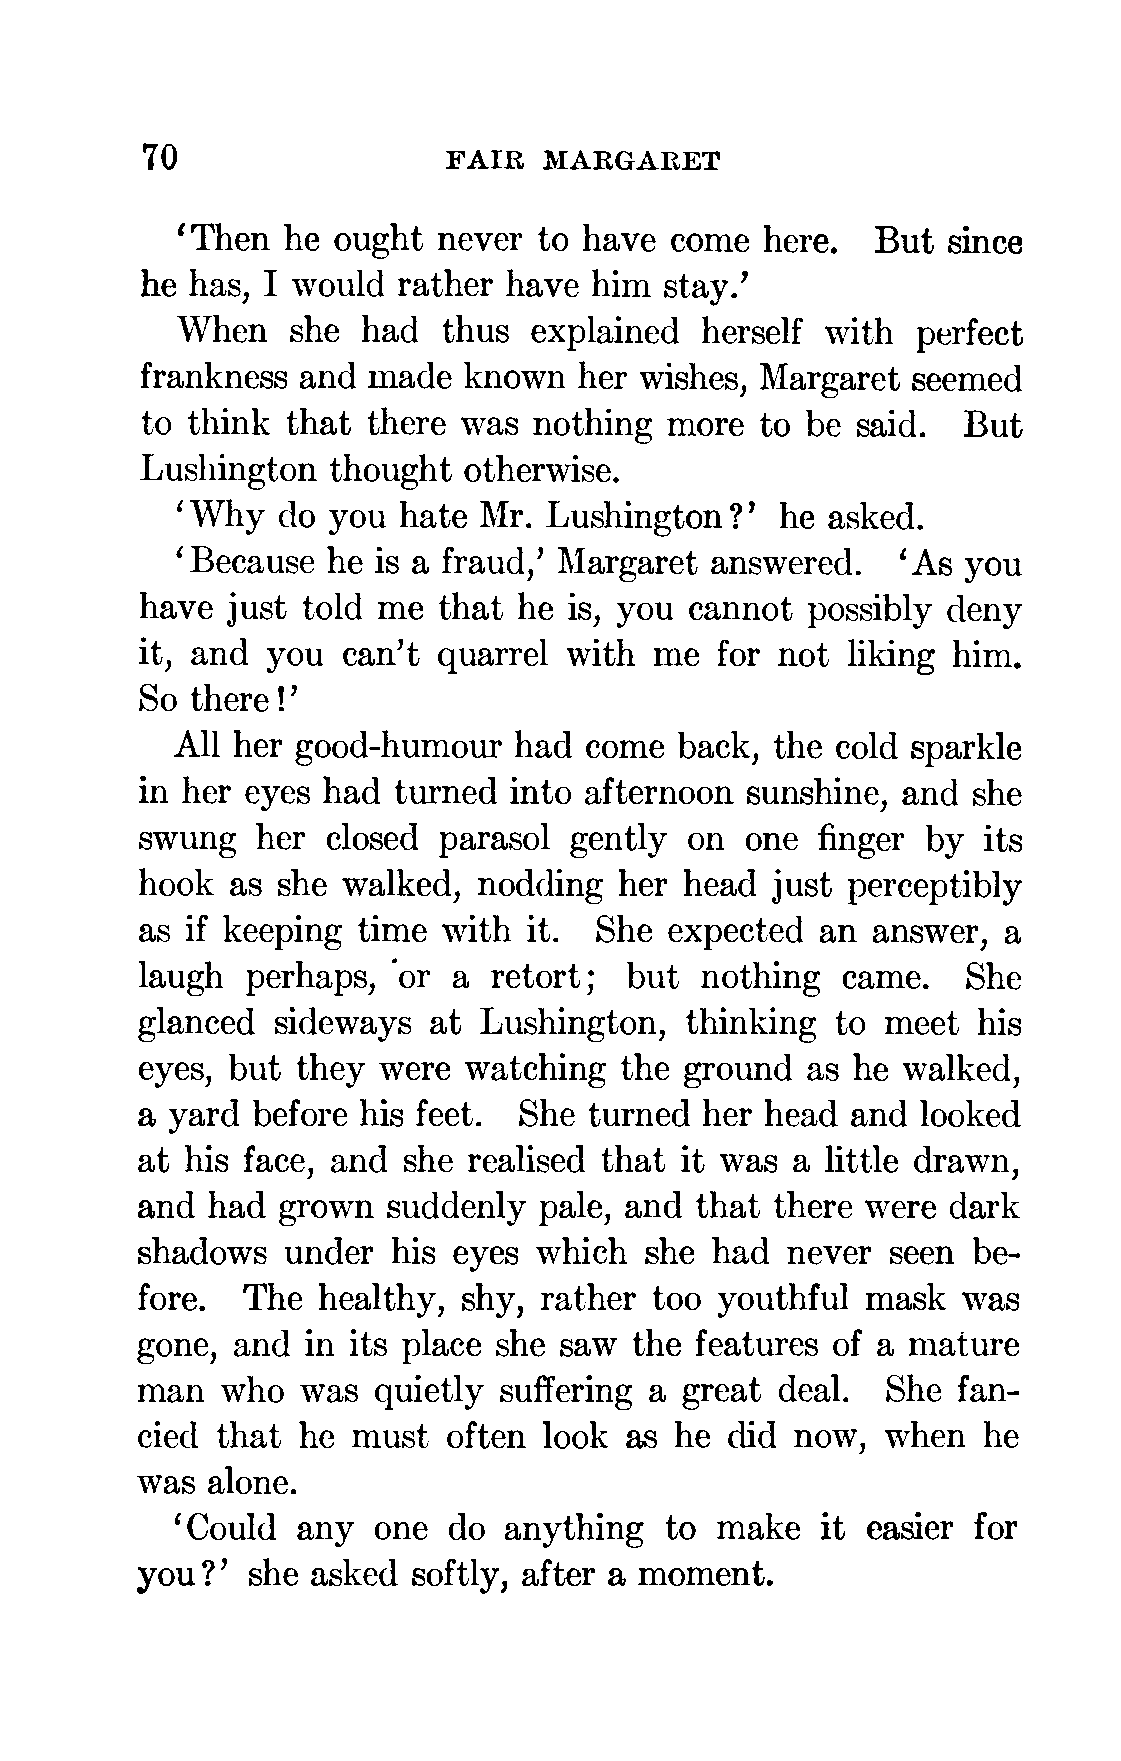 70 FAIR MARGARET
‘Then he ought never to have come here. But since
he has, I would rather have him stay.’
When she had thus explained herself with perfect
frankness and made known her wishes, Margaret seemed
to think that there was nothing more to be said. But
Lushington thought otherwise.
‘Why do you hate Mr. Lushington?’ he asked.
‘Because he is a fraud,’ Margaret answered. ‘As you
have just told me that he is, you cannot possibly deny
it, and you can’t quarrel with me for not liking him.
So there!’
All her good-humour had come back, the cold sparkle
in her eyes had turned into afternoon sunshine, and she
swung her closed parasol gently on one finger by its
hook as she walked, nodding her head just perceptibly
as if keeping time with it. She expected an answer, a
laugh perhaps, or a retort; but nothing came. She
glanced sideways at Lushington, thinking to meet his
eyes, but they were watching the ground as he walked,
a yard before his feet. She turned her head and looked
at his face, and she realised that it was a little drawn,
and had grown suddenly pale, and that there were dark
shadows under his eyes which she had never seen be-
fore. The healthy, shy, rather too youthful mask was
gone, and in its place she saw the features of a mature
man who was quietly suffering a great deal. She fan-
cied that he must often look as he did now, when he
was alone.
‘Could any one do anything to make it easier for
you?’ she asked softly, after a moment.